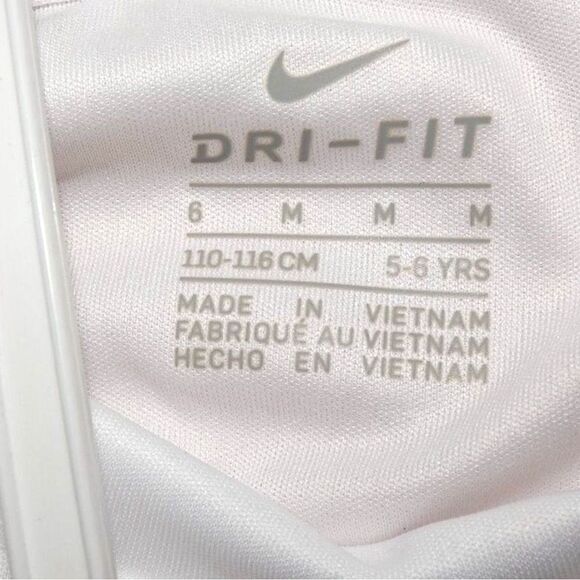 DRI-FIT
6 M M M
110-116 CM 5-6 YRS
MADE IN VIETNAM
FABRIQUÉ AU VIETNAM
HECHO EN VIETNAM